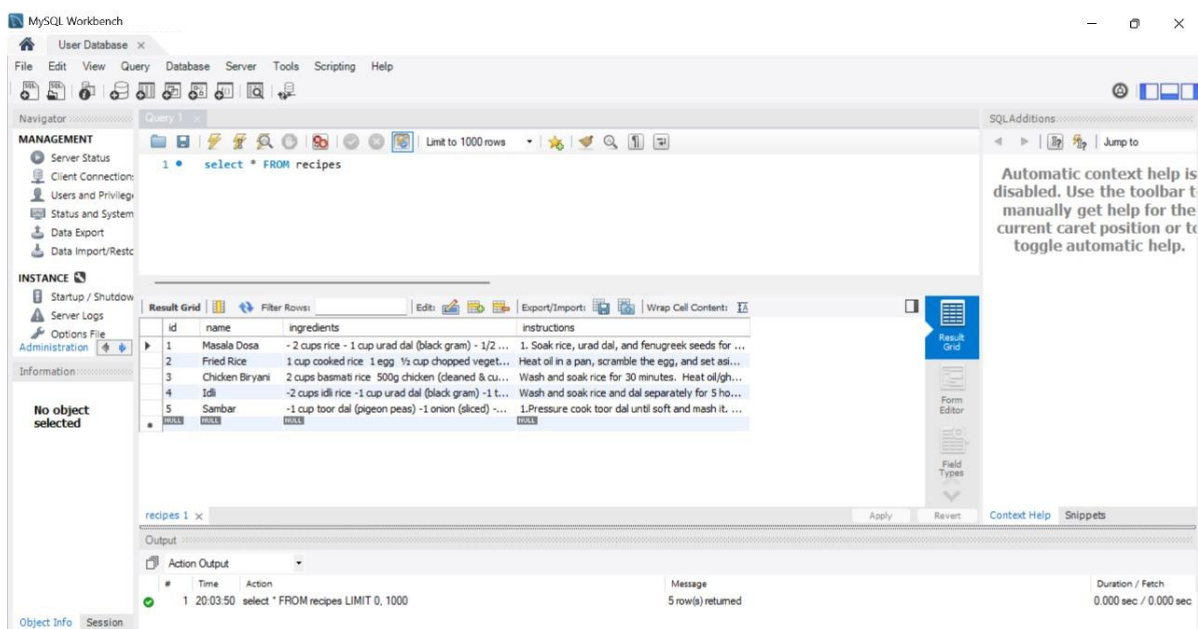 MySQL Workbench
User Database
File Edit View Query Database Server Tools Scripting Help
Navigator
MANAGEMENT
Server Status
Client Connection
Users and Privileg
Status and System
Data Export
Data Import/Resto
INSTANCE
Startup / Shutdow
Server Logs
Options File
Administration
Information
No object
selected
Object Info Session
Query 1
Limit to 1000 rows
1 select * FROM recipes
Result Grid Filter Rows: Edit: Export/Import: Wrap Cell Content:
id name ingredients instructions
1 Masala Dosa - 2 cups rice - 1 cup urad dal (black gram) - 1/2 ... 1. Soak rice, urad dal, and fenugreek seeds for ...
2 Fried Rice 1 cup cooked rice 1 egg ½ cup chopped veget... Heat oil in a pan, scramble the egg, and set asi...
3 Chicken Biryani 2 cups basmati rice 500g chicken (cleaned & cu... Wash and soak rice for 30 minutes. Heat oil/gh...
4 Idli -2 cups idli rice -1 cup urad dal (black gram) -1 t... Wash and soak rice and dal separately for 5 ho...
5 Sambar -1 cup toor dal (pigeon peas) -1 onion (sliced) -... 1.Pressure cook toor dal until soft and mash it. ...
NULL NULL NULL NULL
Result
Grid
Form
Editor
Field
Types
recipes 1 Apply Revert
SQLAdditions
Jump to
Automatic context help is
disabled. Use the toolbar t
manually get help for the
current caret position or to
toggle automatic help.
Context Help Snippets
Output
Action Output
# Time Action Message Duration / Fetch
1 20:03:50 select * FROM recipes LIMIT 0, 1000 5 row(s) returned 0.000 sec / 0.000 sec